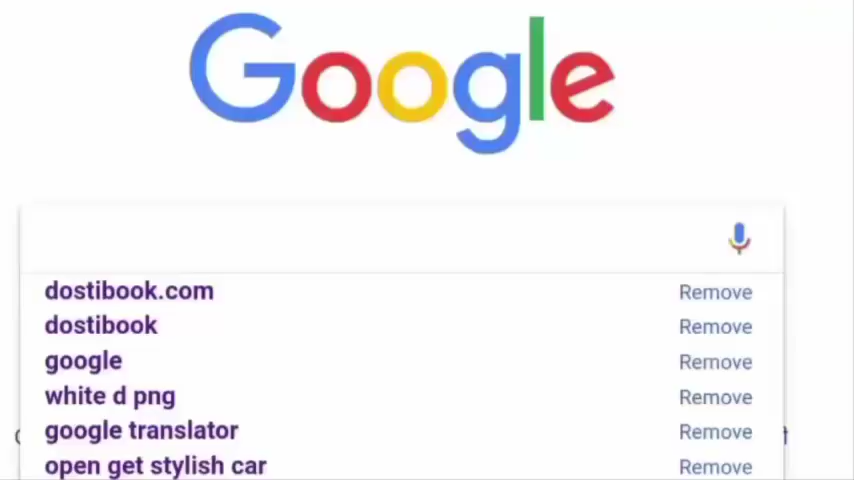 Google
dostibook.com Remove
dostibook Remove
google Remove
white d png Remove
google translator Remove
open get stylish car Remove